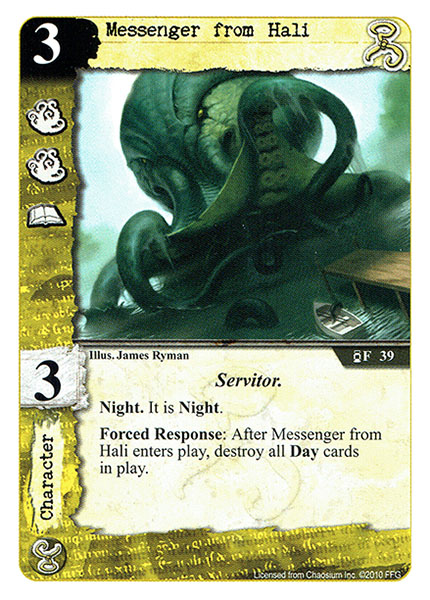 3
Messenger from Hali
Illus. James Ryman
F 39
3
Character
Servitor.
Night. It is Night.
Forced Response: After Messenger from
Hali enters play, destroy all Day cards
in play.
Licensed from Chaosium Inc. ©2010 FFG